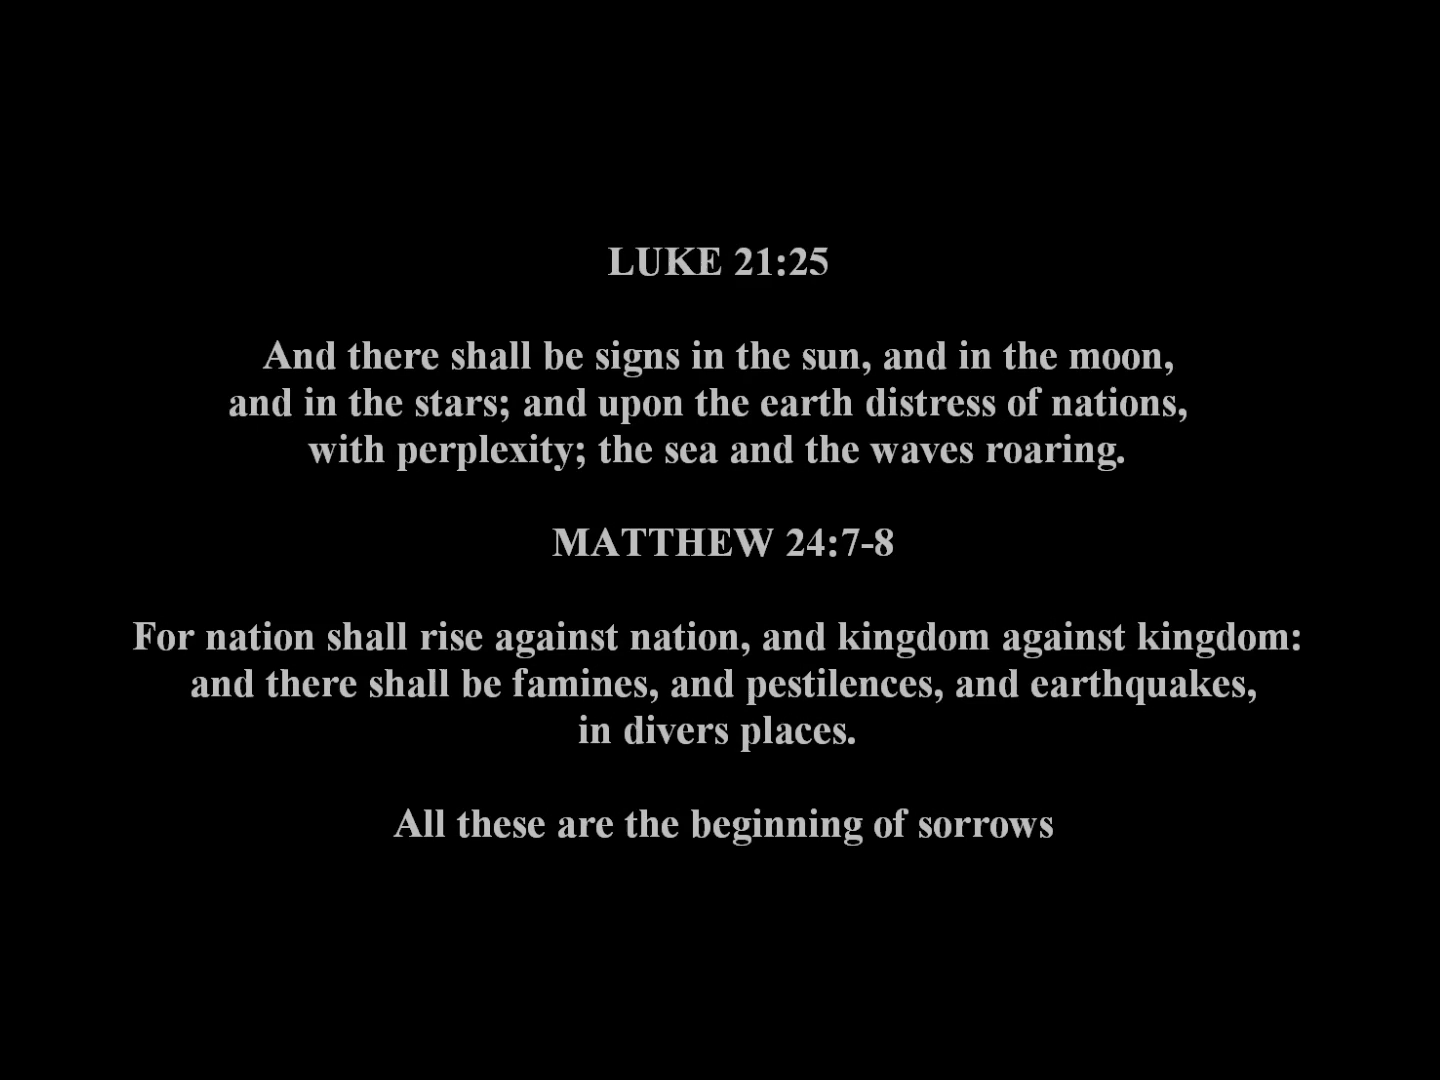 LUKE 21:25
And there shall be signs in the sun, and in the moon,
and in the stars; and upon the earth distress of nations,
with perplexity; the sea and the waves roaring.
MATTHEW 24:7-8
For nation shall rise against nation, and kingdom against kingdom:
and there shall be famines, and pestilences, and earthquakes,
in divers places.
All these are the beginning of sorrows